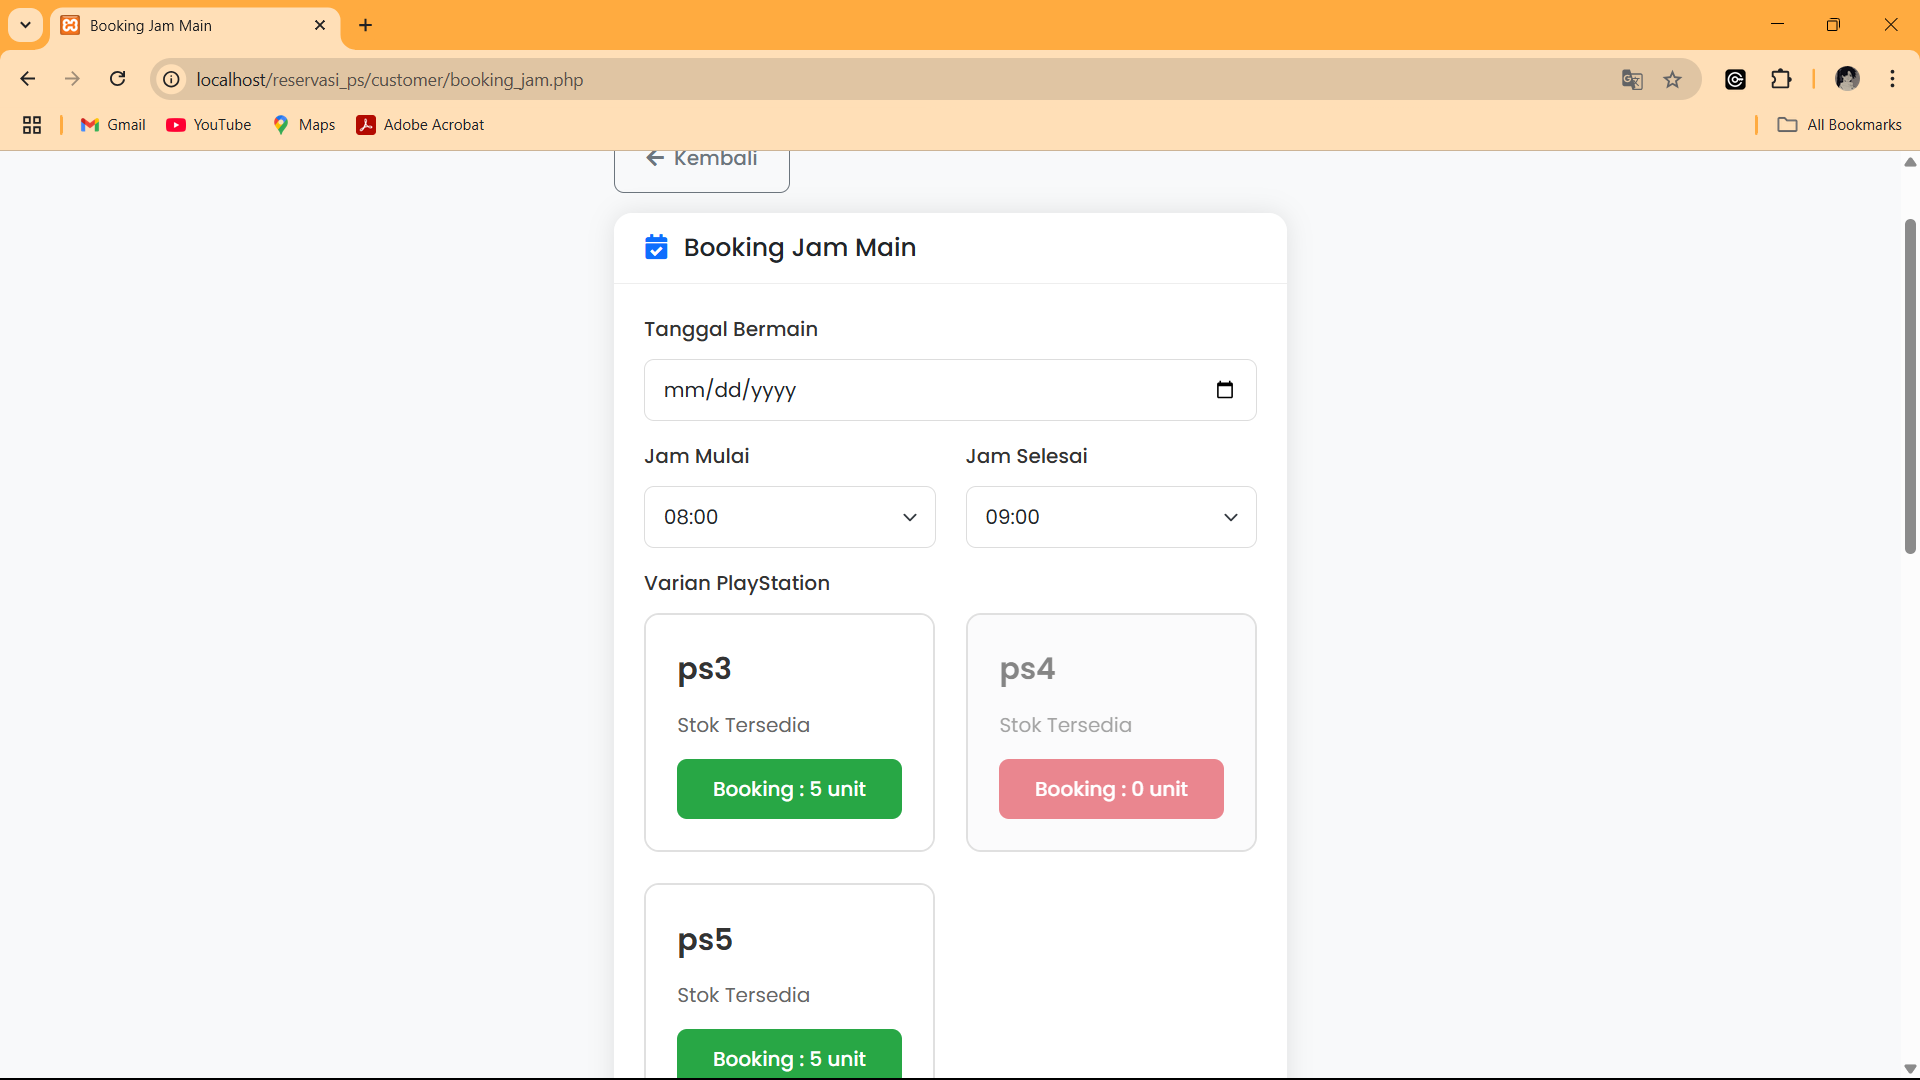 Booking Jam Main
localhost/reservasi_ps/customer/booking_jam.php
Gmail
YouTube
Maps
Adobe Acrobat
All Bookmarks
Kembali
Booking Jam Main
Tanggal Bermain
mm/dd/yyyy
Jam Mulai
Jam Selesai
08:00
09:00
Varian PlayStation
ps3
Stok Tersedia
Booking : 5 unit
ps4
Stok Tersedia
Booking : 0 unit
ps5
Stok Tersedia
Booking : 5 unit